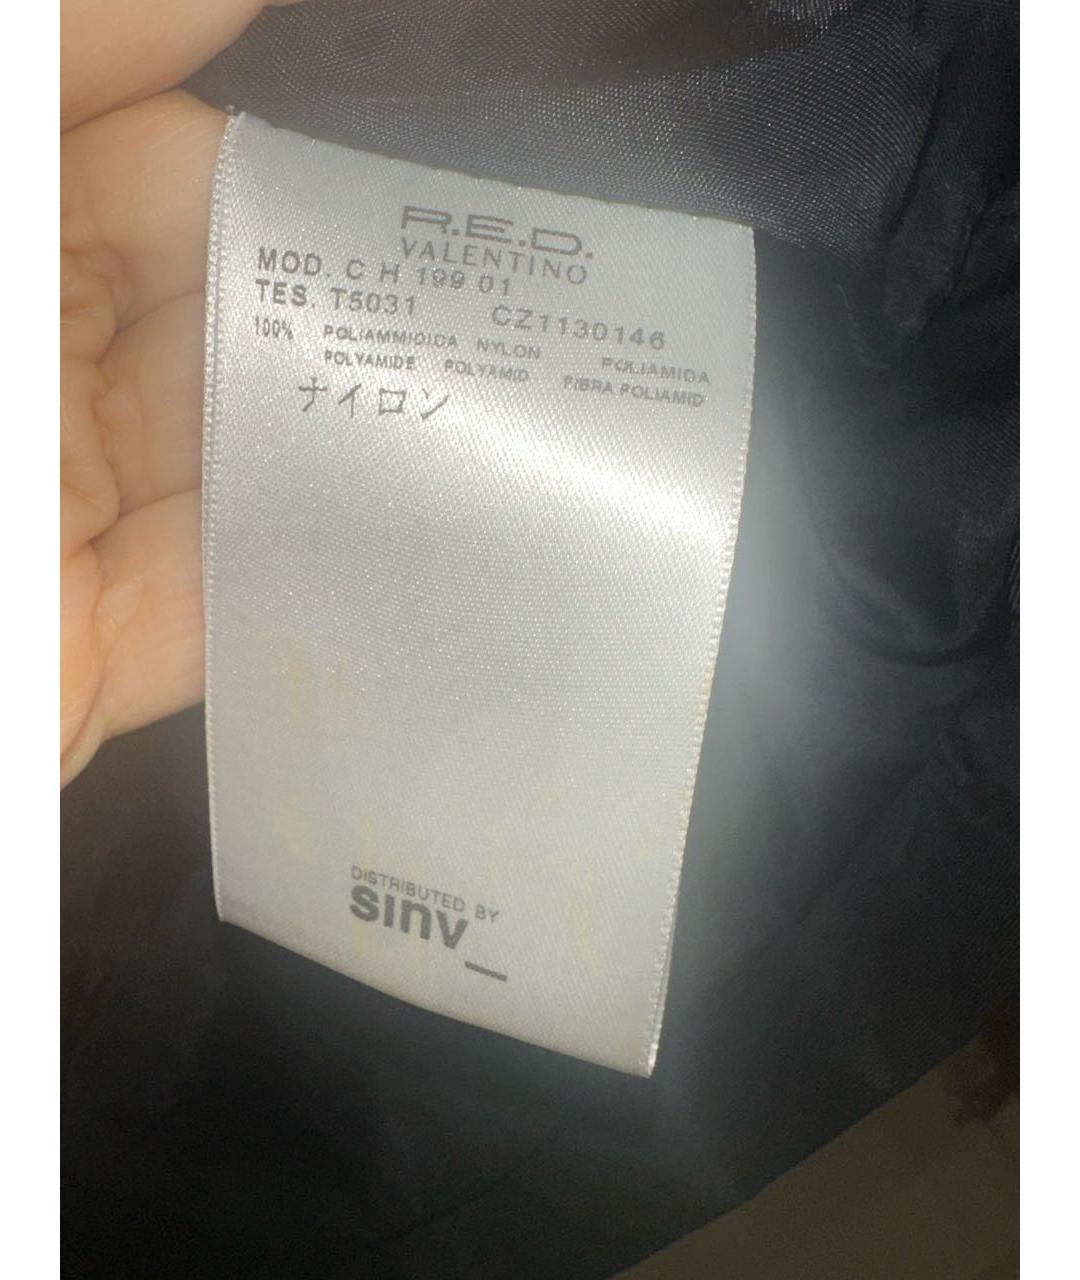 R.E.D.
VALENTINO
MOD. C H 199 01
TES. T5031 CZ1130146
100% POLIAMMIDICA NYLON POLIAMIDA
POLYAMIDE POLYAMID FIBRA POLIAMID
ナイロン
DISTRIBUTED BY
sinv_